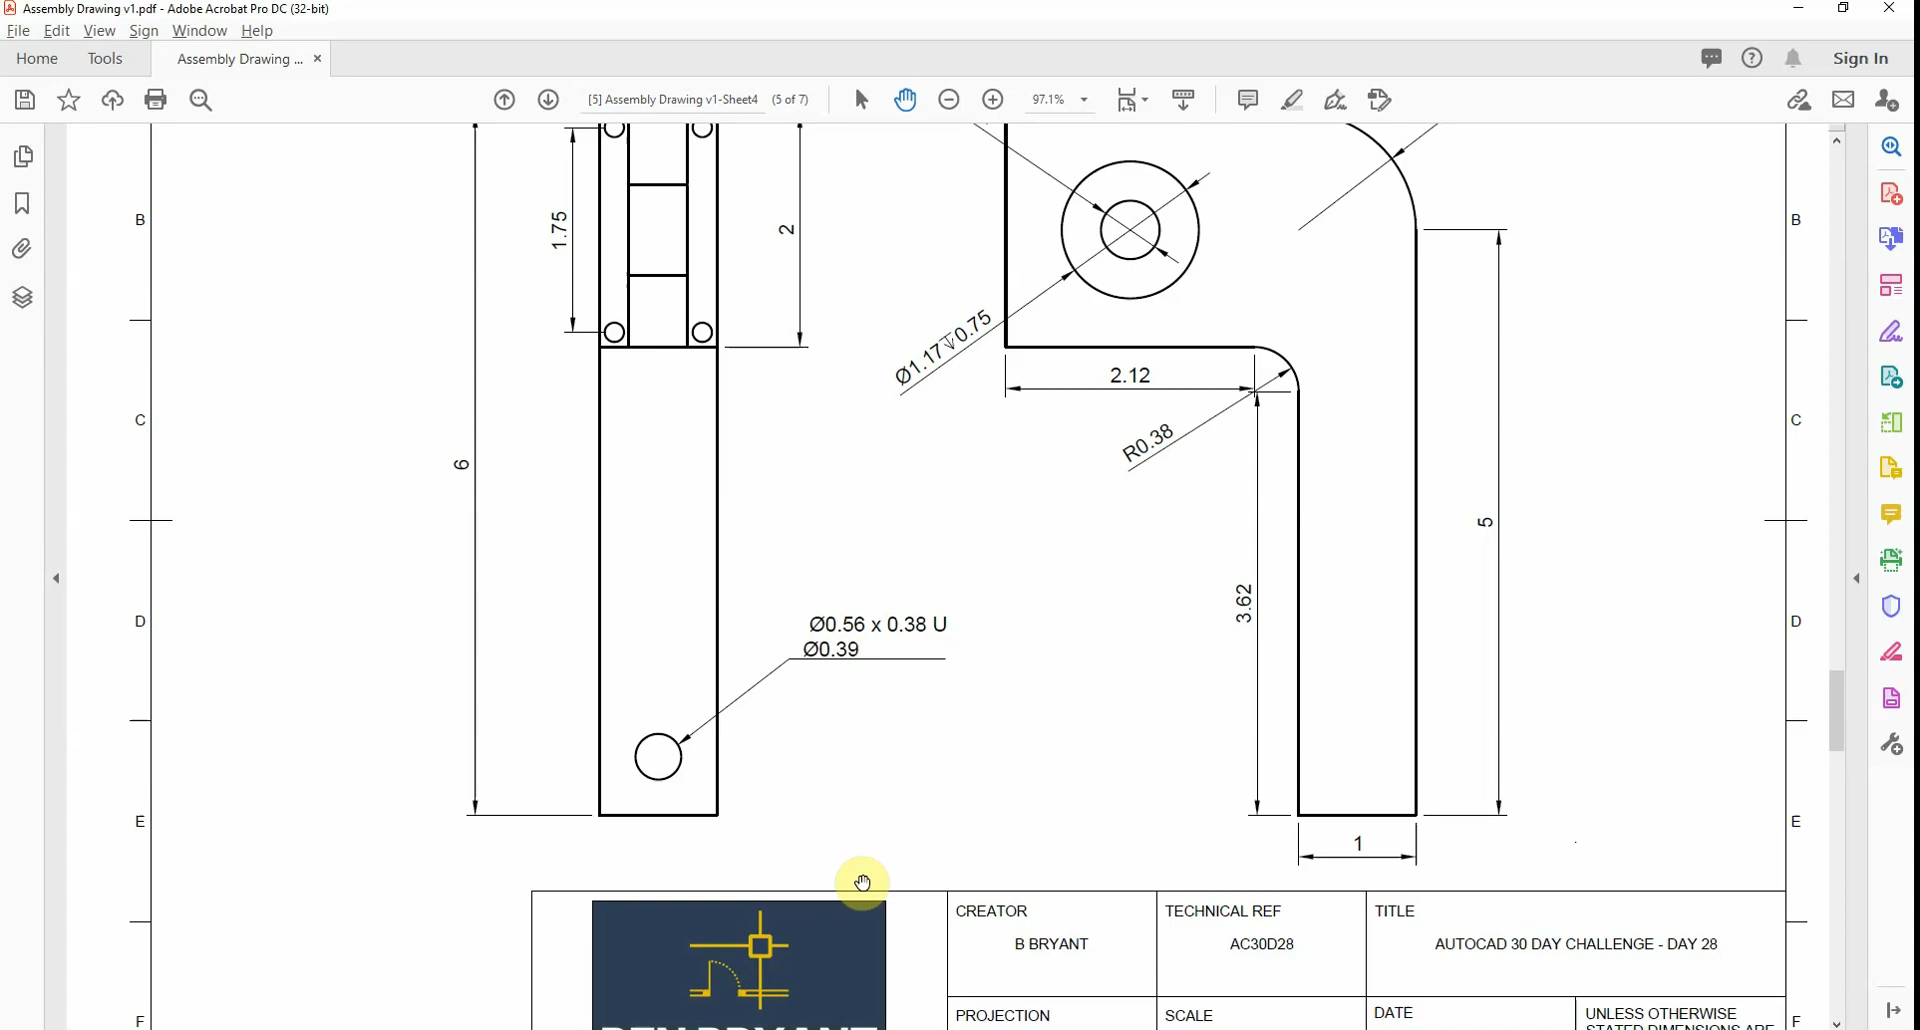 Assembly Drawing v1.pdf - Adobe Acrobat Pro DC (32-bit)
File Edit View Sign Window Help
Home Tools Assembly Drawing ... × Sign In
[5] Assembly Drawing v1-Sheet4 (5 of 7) 97.1%
B B
1.75
2
Ø1.17↧0.75
2.12
C C
R0.38
6
5
3.62
D D
Ø0.56 x 0.38 U
Ø0.39
E E
1
CREATOR
B BRYANT
TECHNICAL REF
AC30D28
TITLE
AUTOCAD 30 DAY CHALLENGE - DAY 28
F F
PROJECTION
SCALE
DATE
UNLESS OTHERWISE